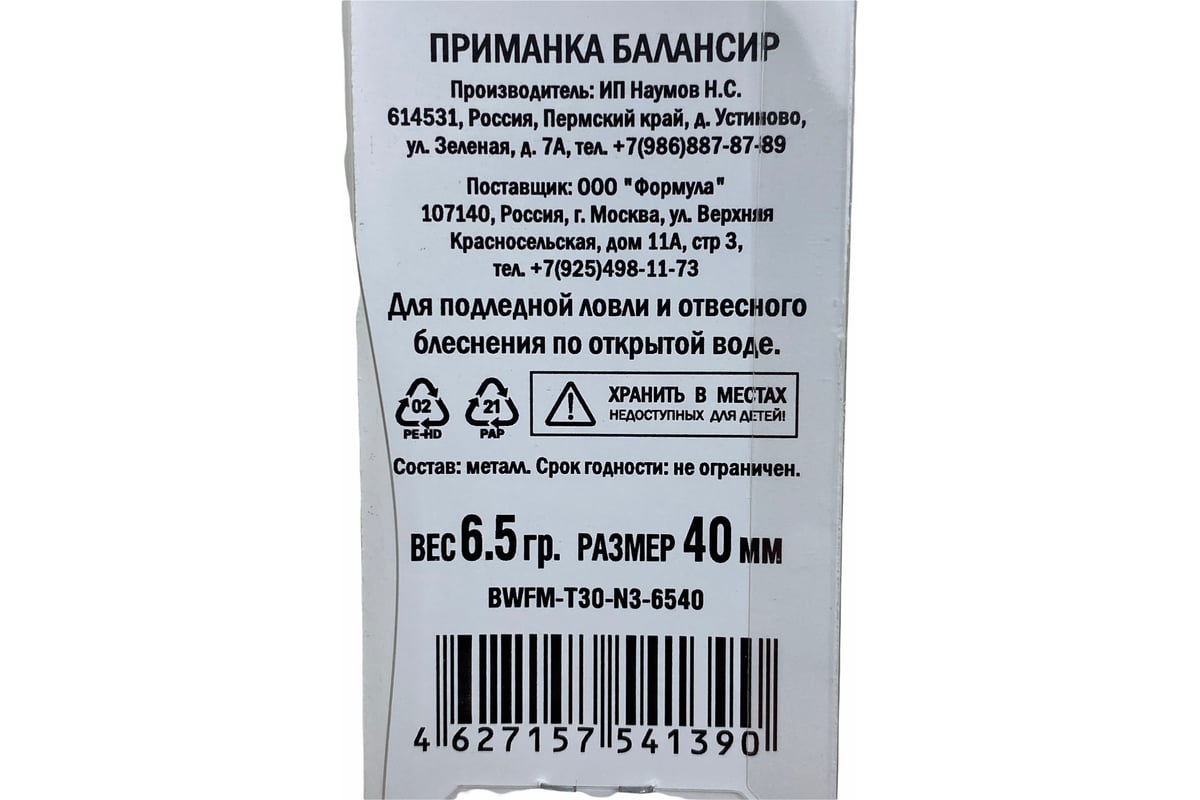 ПРИМАНКА БАЛАНСИР
Производитель: ИП Наумов Н.С.
614531, Россия, Пермский край, д. Устиново,
ул. Зеленая, д. 7А, тел. +7(986)887-87-89
Поставщик: ООО "Формула"
107140, Россия, г. Москва, ул. Верхняя
Красносельская, дом 11А, стр 3,
тел. +7(925)498-11-73
Для подледной ловли и отвесного
блеснения по открытой воде.
02 21 ХРАНИТЬ В МЕСТАХ
PE-HD PAP НЕДОСТУПНЫХ ДЛЯ ДЕТЕЙ!
Состав: металл. Срок годности: не ограничен.
ВЕС 6.5 гр. РАЗМЕР 40 мм
BWFM-T30-N3-6540
4 627157 541390